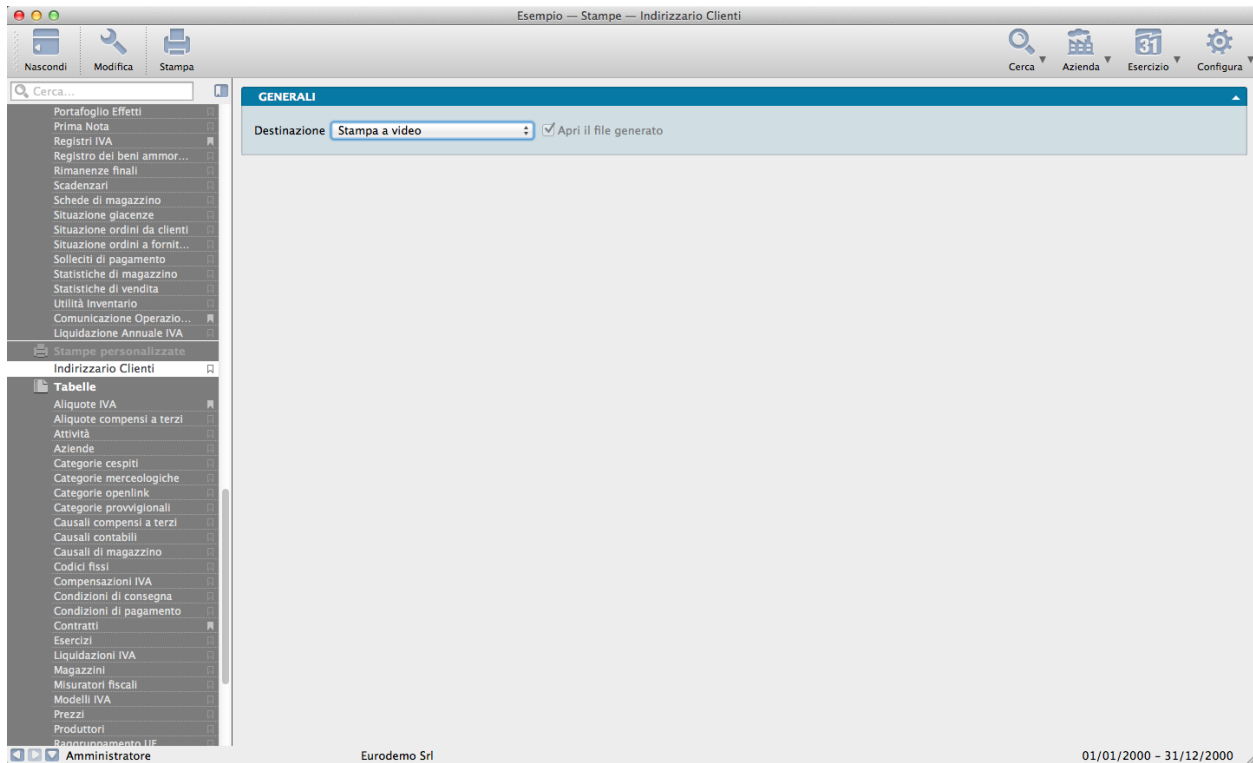 Esempio — Stampe — Indirizzario Clienti
Nascondi Modifica Stampa Cerca Azienda 31 Esercizio Configura
Cerca...
GENERALI
Destinazione Stampa a video Apri il file generato
Portafoglio Effetti
Prima Nota
Registri IVA
Registro dei beni ammor...
Rimanenze finali
Scadenzari
Schede di magazzino
Situazione giacenze
Situazione ordini da clienti
Situazione ordini a fornit...
Solleciti di pagamento
Statistiche di magazzino
Statistiche di vendita
Utilità Inventario
Comunicazione Operazio...
Liquidazione Annuale IVA
Stampe personalizzate
Indirizzario Clienti
Tabelle
Aliquote IVA
Aliquote compensi a terzi
Attività
Aziende
Categorie cespiti
Categorie merceologiche
Categorie openlink
Categorie provvigionali
Causali compensi a terzi
Causali contabili
Causali di magazzino
Codici fissi
Compensazioni IVA
Condizioni di consegna
Condizioni di pagamento
Contratti
Esercizi
Liquidazioni IVA
Magazzini
Misuratori fiscali
Modelli IVA
Prezzi
Produttori
Raggruppamento UE
Amministratore Eurodemo Srl 01/01/2000 – 31/12/2000